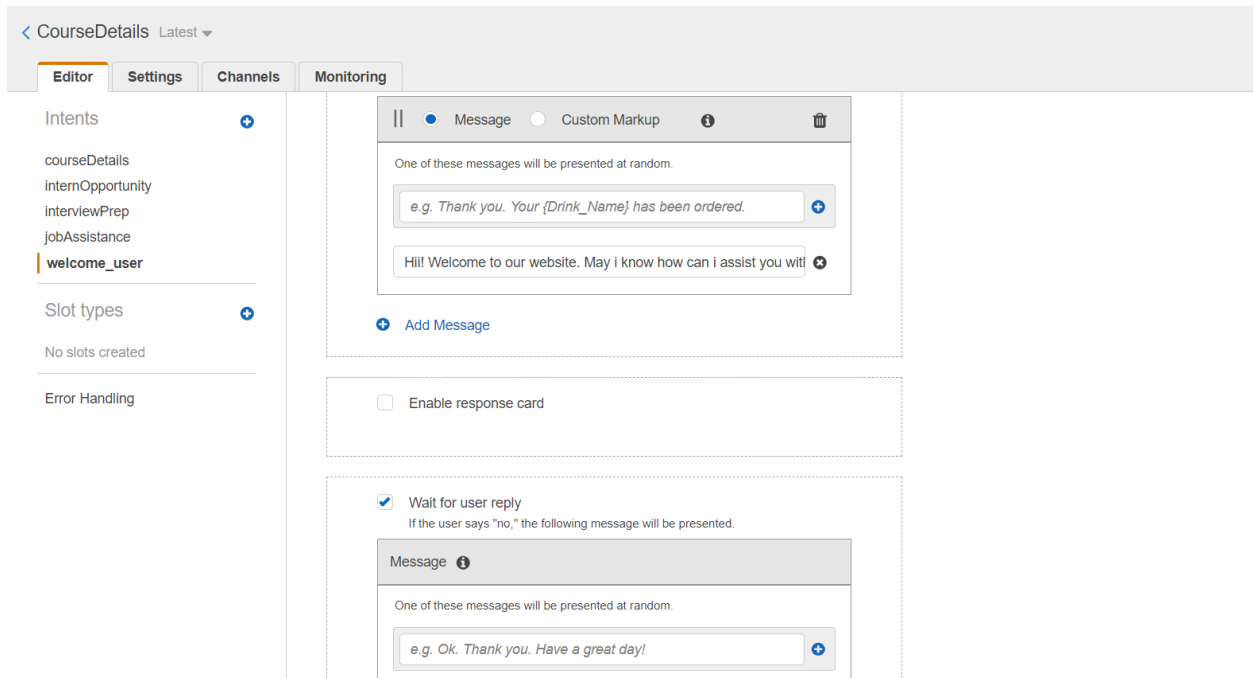 CourseDetails Latest
Editor Settings Channels Monitoring
Intents
courseDetails
internOpportunity
interviewPrep
jobAssistance
welcome_user
Slot types
No slots created
Error Handling
Message Custom Markup
One of these messages will be presented at random.
e.g. Thank you. Your {Drink_Name} has been ordered.
Hii! Welcome to our website. May i know how can i assist you with
Add Message
Enable response card
Wait for user reply
If the user says "no," the following message will be presented.
Message
One of these messages will be presented at random.
e.g. Ok. Thank you. Have a great day!